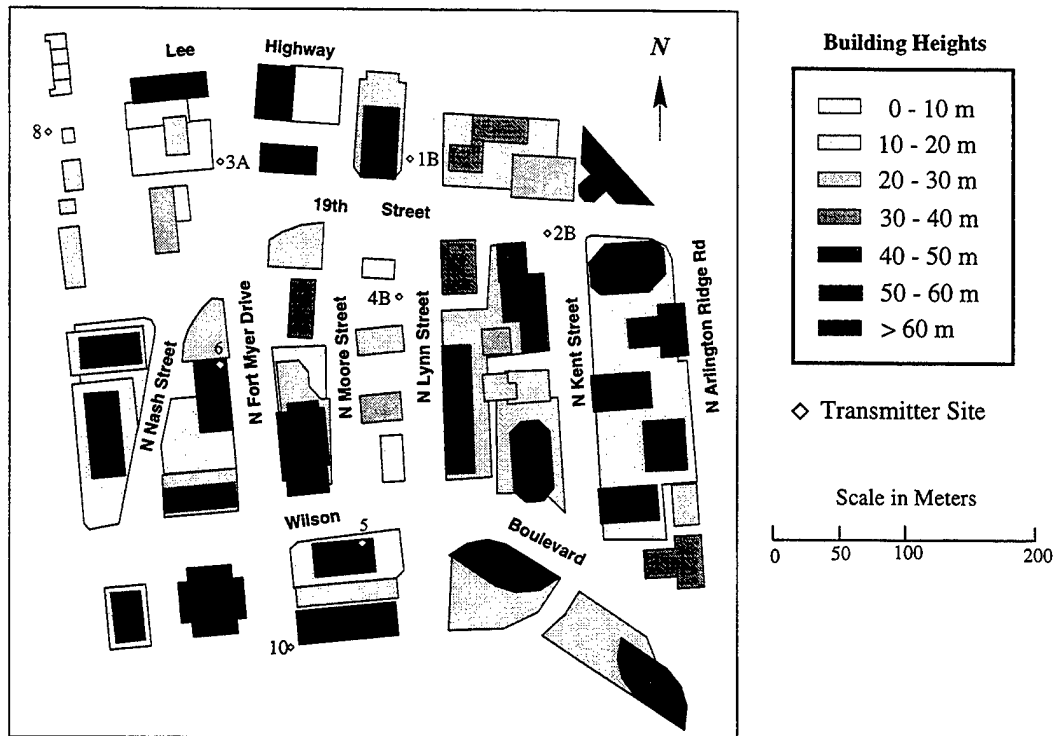 Lee Highway
N
8
3A
1B
19th Street
2B
4B
6
N Nash Street
N Fort Myer Drive
N Moore Street
N Lynn Street
N Kent Street
N Arlington Ridge Rd
Wilson Boulevard
5
10
Building Heights
0 - 10 m
10 - 20 m
20 - 30 m
30 - 40 m
40 - 50 m
50 - 60 m
> 60 m
Transmitter Site
Scale in Meters
0 50 100 200